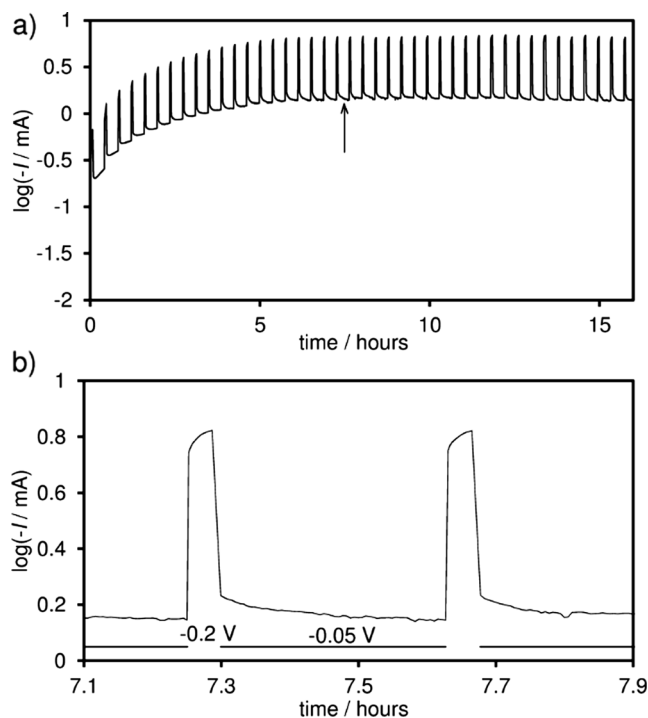 a)
1
0.5
0
-0.5
-1
-1.5
-2
log(-I / mA)
0 5 10 15
time / hours
b)
1
0.8
0.6
0.4
0.2
0
log(-I / mA)
-0.2 V -0.05 V
7.1 7.3 7.5 7.7 7.9
time / hours